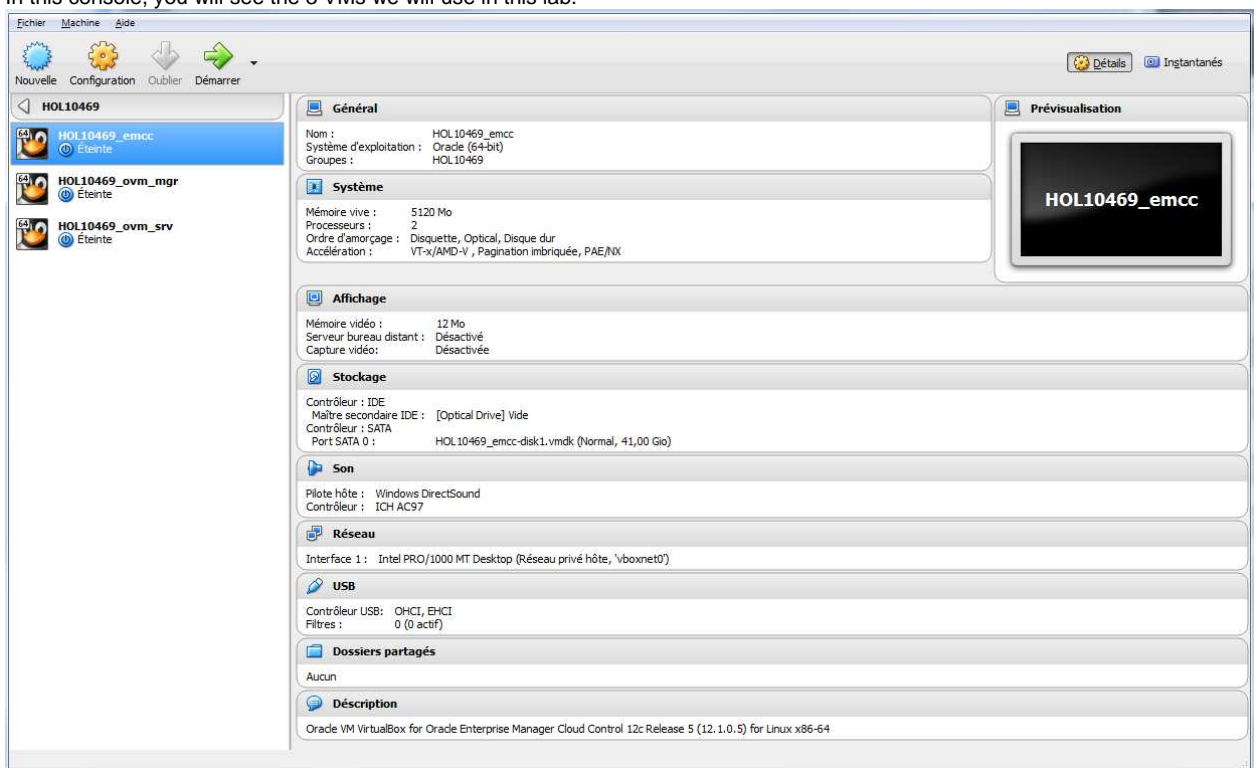 In this console, you will see the 3 VMs we will use in this lab.
Fichier Machine Aide
Nouvelle Configuration Oublier Démarrer
Détails Instantanés
HOL10469
HOL10469_emcc
Éteinte
HOL10469_ovm_mgr
Éteinte
HOL10469_ovm_srv
Éteinte
Général
Nom : HOL10469_emcc
Système d'exploitation : Oracle (64-bit)
Groupes : HOL10469
Prévisualisation
HOL10469_emcc
Système
Mémoire vive : 5120 Mo
Processeurs : 2
Ordre d'amorçage : Disquette, Optical, Disque dur
Accélération : VT-x/AMD-V , Pagination imbriquée, PAE/NX
Affichage
Mémoire vidéo : 12 Mo
Serveur bureau distant : Désactivé
Capture vidéo: Désactivée
Stockage
Contrôleur : IDE
Maître secondaire IDE : [Optical Drive] Vide
Contrôleur : SATA
Port SATA 0 : HOL10469_emcc-disk1.vmdk (Normal, 41,00 Gio)
Son
Pilote hôte : Windows DirectSound
Contrôleur : ICH AC97
Réseau
Interface 1 : Intel PRO/1000 MT Desktop (Réseau privé hôte, 'vboxnet0')
USB
Contrôleur USB: OHCI, EHCI
Filtres : 0 (0 actif)
Dossiers partagés
Aucun
Déscription
Oracle VM VirtualBox for Oracle Enterprise Manager Cloud Control 12c Release 5 (12.1.0.5) for Linux x86-64